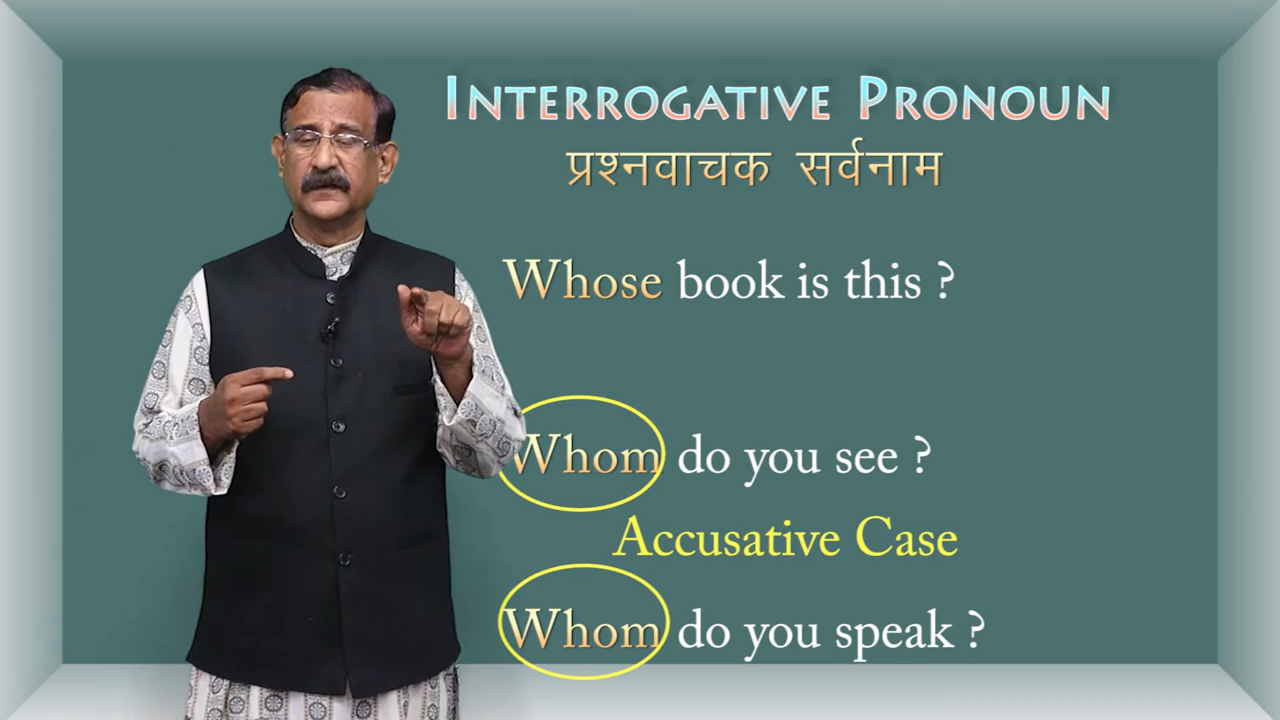 INTERROGATIVE PRONOUN
प्रश्नवाचक सर्वनाम
Whose book is this ?
Whom do you see ?
Accusative Case
Whom do you speak ?